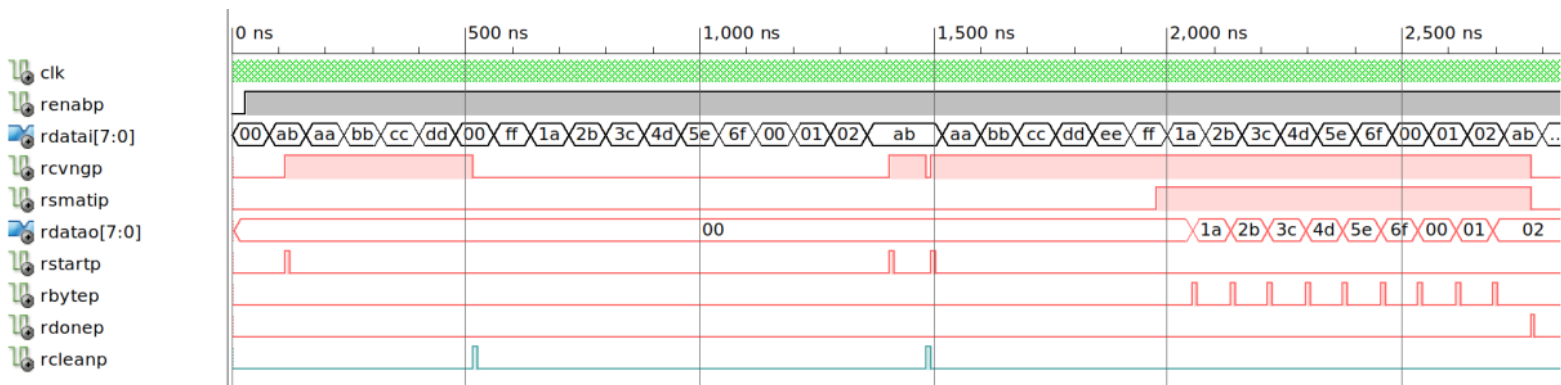 0 ns 500 ns 1,000 ns 1,500 ns 2,000 ns 2,500 ns
clk
renabp
rdatai[7:0] 00 ab aa bb cc dd 00 ff 1a 2b 3c 4d 5e 6f 00 01 02 ab aa bb cc dd ee ff 1a 2b 3c 4d 5e 6f 00 01 02 ab ...
rcvngp
rsmatip
rdatao[7:0] 00 1a 2b 3c 4d 5e 6f 00 01 02
rstartp
rbytep
rdonep
rcleanp